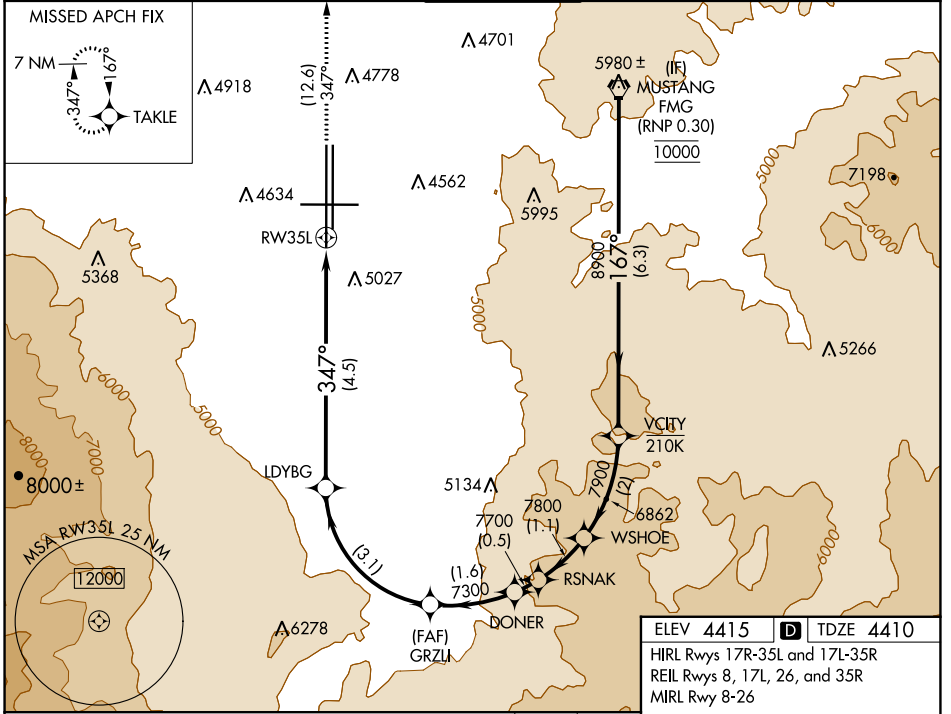 MISSED APCH FIX
7 NM
347°
167°
TAKLE
4918
(12.6)
347°
4778
4701
5980 ±
(IF)
MUSTANG
FMG
(RNP 0.30)
10000
5000
7198
6000
4634
4562
5995
RW35L
5368
5027
8900
167°
(6.3)
5000
5266
347°
(4.5)
6000
5000
8000
7000
8000±
LDYBG
VCITY
210K
5134
7900
(2)
7800
(1.1)
7700
(0.5)
6862
WSHOE
RSNAK
(3.1)
(1.6)
7300
DONER
(FAF)
GRZLI
MSA RW35L 25 NM
12000
6278
6000
ELEV 4415 D TDZE 4410
HIRL Rwys 17R-35L and 17L-35R
REIL Rwys 8, 17L, 26, and 35R
MIRL Rwy 8-26